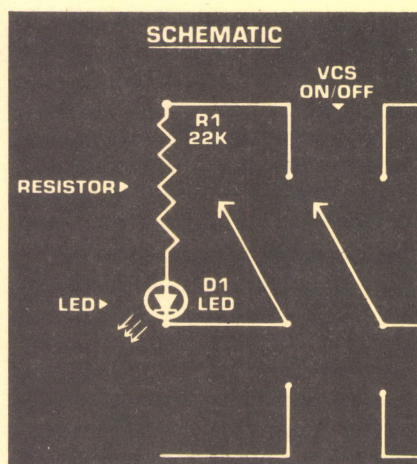 SCHEMATIC
VCS
ON/OFF
R1
22K
RESISTOR
D1
LED
LED